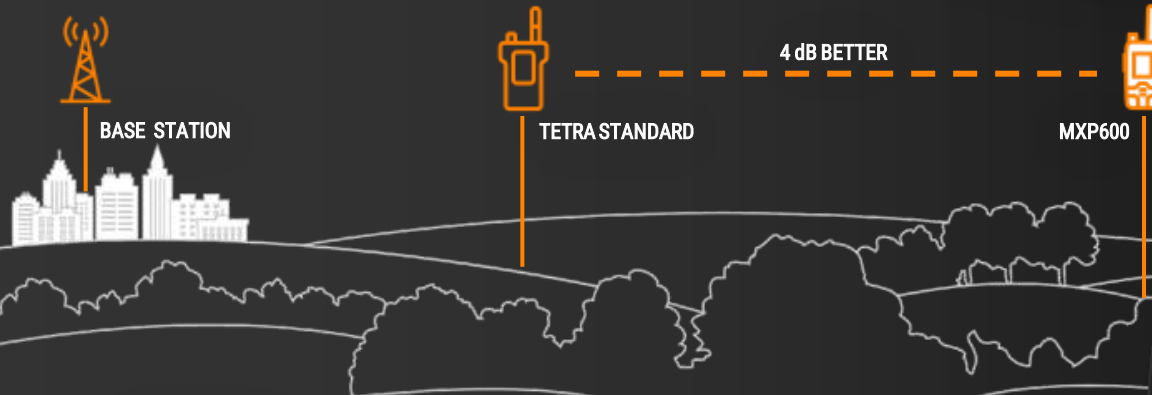 4 dB BETTER
BASE STATION
TETRA STANDARD
MXP600